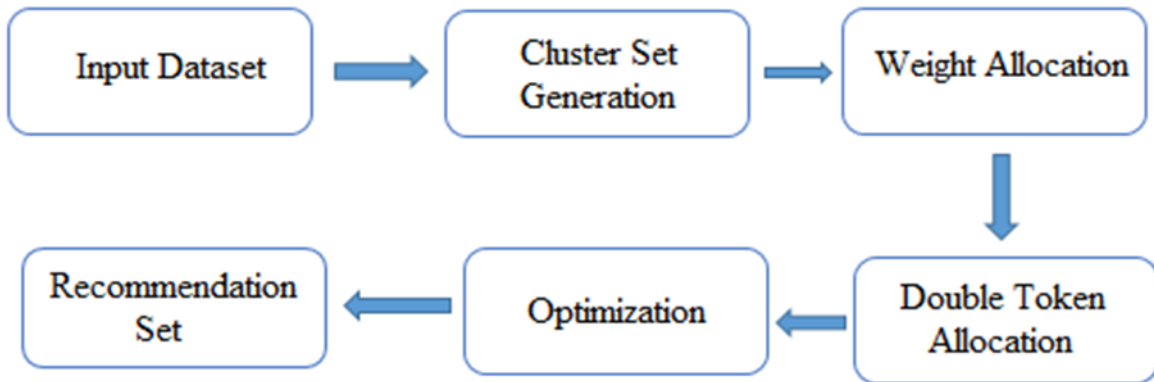 Input Dataset
Cluster Set
Generation
Weight Allocation
Double Token
Allocation
Optimization
Recommendation
Set